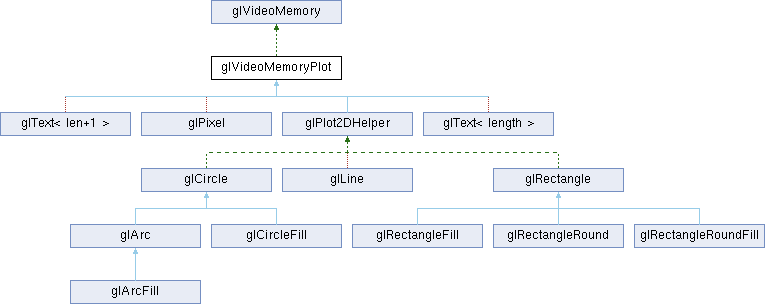 glVideoMemory
glVideoMemoryPlot
glText< len+1 >
glPixel
glPlot2DHelper
glText< length >
glCircle
glLine
glRectangle
glArc
glCircleFill
glRectangleFill
glRectangleRound
glRectangleRoundFill
glArcFill